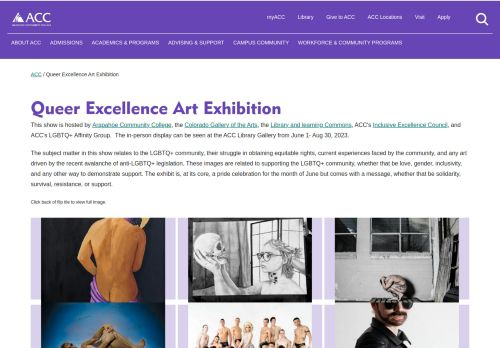 myACC Library Give to ACC ACC Locations Visit Apply
ACC
ABOUT ACC ADMISSIONS ACADEMICS & PROGRAMS ADVISING & SUPPORT CAMPUS COMMUNITY WORKFORCE & COMMUNITY PROGRAMS
ACC / Queer Excellence Art Exhibition
Queer Excellence Art Exhibition
This show is hosted by Arapahoe Community College, the Colorado Gallery of the Arts, the Library and learning Commons, ACC's Inclusive Excellence Council, and
ACC's LGBTQ+ Affinity Group. The in-person display can be seen at the ACC Library Gallery from June 1- Aug 30, 2023.
The subject matter in this show relates to the LGBTQ+ community, their struggle in obtaining equitable rights, current experiences faced by the community, and any art
driven by the recent avalanche of anti-LGBTQ+ legislation. These images are related to supporting the LGBTQ+ community, whether that be love, gender, inclusivity,
and any other way to demonstrate support. The exhibit is, at its core, a pride celebration for the month of June but comes with a message, whether that be solidarity,
survival, resistance, or support.
Click back of flip tile to view full image.